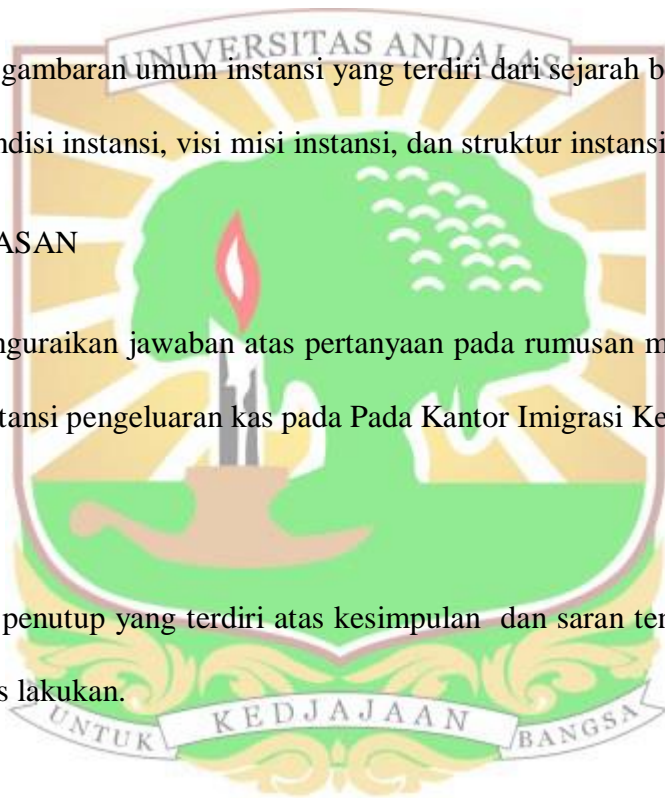 UNIVERSITAS ANDALAS
gambaran umum instansi yang terdiri dari sejarah b
ndisi instansi, visi misi instansi, dan struktur instansi
ASAN
nguraikan jawaban atas pertanyaan pada rumusan m
tansi pengeluaran kas pada Pada Kantor Imigrasi Ke
penutup yang terdiri atas kesimpulan dan saran ter
s lakukan.
UNTUK KEDJAJAAN BANGSA